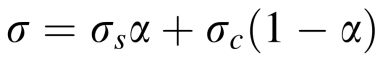 σ = σ_sα + σ_c(1 − α)